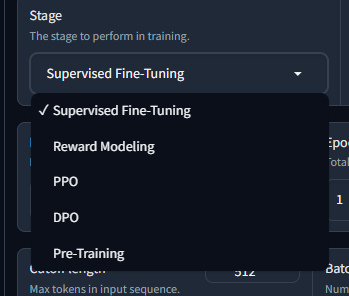 Stage
The stage to perform in training.
Supervised Fine-Tuning
✓ Supervised Fine-Tuning
Reward Modeling
PPO
DPO
Pre-Training
Epo
Total
1
Cutoff length
512
Max tokens in input sequence.
Batc
Num